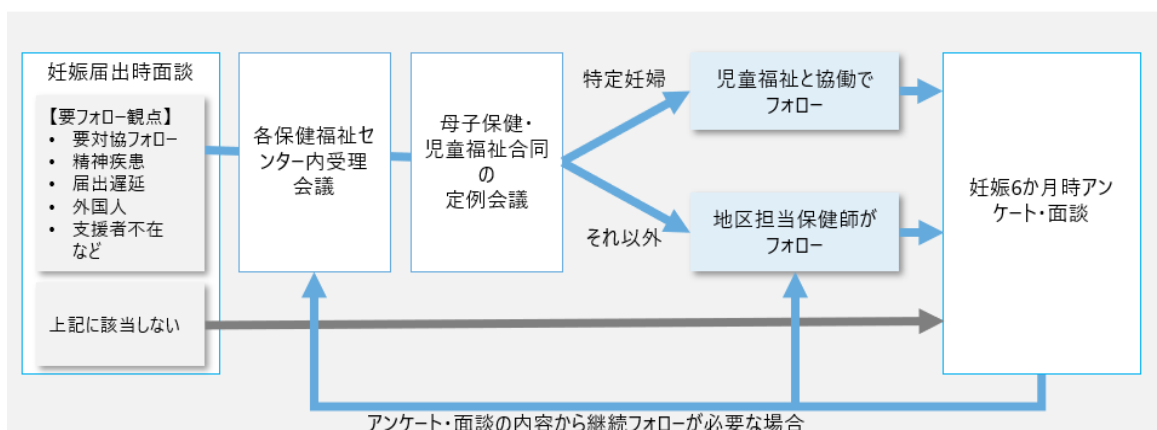 妊娠届出時面談
【要フォロー観点】
• 要対協フォロー
• 精神疾患
• 届出遅延
• 外国人
• 支援者不在
など
上記に該当しない
各保健福祉セ
ンター内受理
会議
母子保健・
児童福祉合同
の
定例会議
特定妊婦
それ以外
児童福祉と協働で
フォロー
地区担当保健師が
フォロー
妊娠6か月時アン
ケート・面談
アンケート・面談の内容から継続フォローが必要な場合